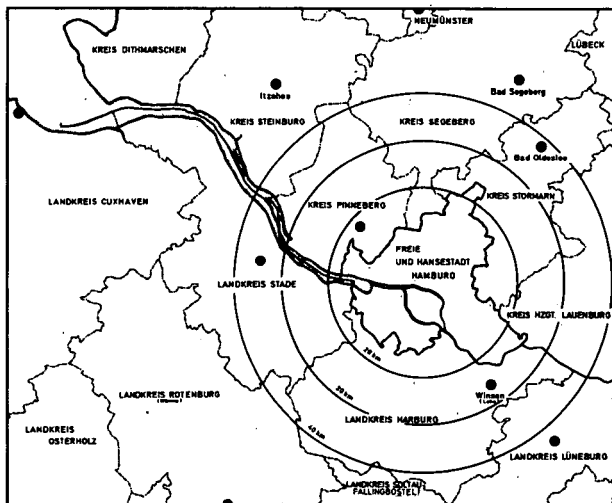 NEUMÜNSTER
KREIS DITHMARSCHEN
LÜBECK
Itzehoe
Bad Segeberg
KREIS STEINBURG
KREIS SEGEBERG
Bad Oldesloe
KREIS STORMARN
LANDKREIS CUXHAVEN
KREIS PINNEBERG
FREIE
UND HANSESTADT
HAMBURG
LANDKREIS STADE
KREIS HZGT. LAUENBURG
20 km
30 km
40 km
Winsen
(Luhe)
LANDKREIS ROTENBURG
(Wümme)
LANDKREIS HARBURG
LANDKREIS
OSTERHOLZ
LANDKREIS LÜNEBURG
LANDKREIS SOLTAU-
FALLINGBOSTEL